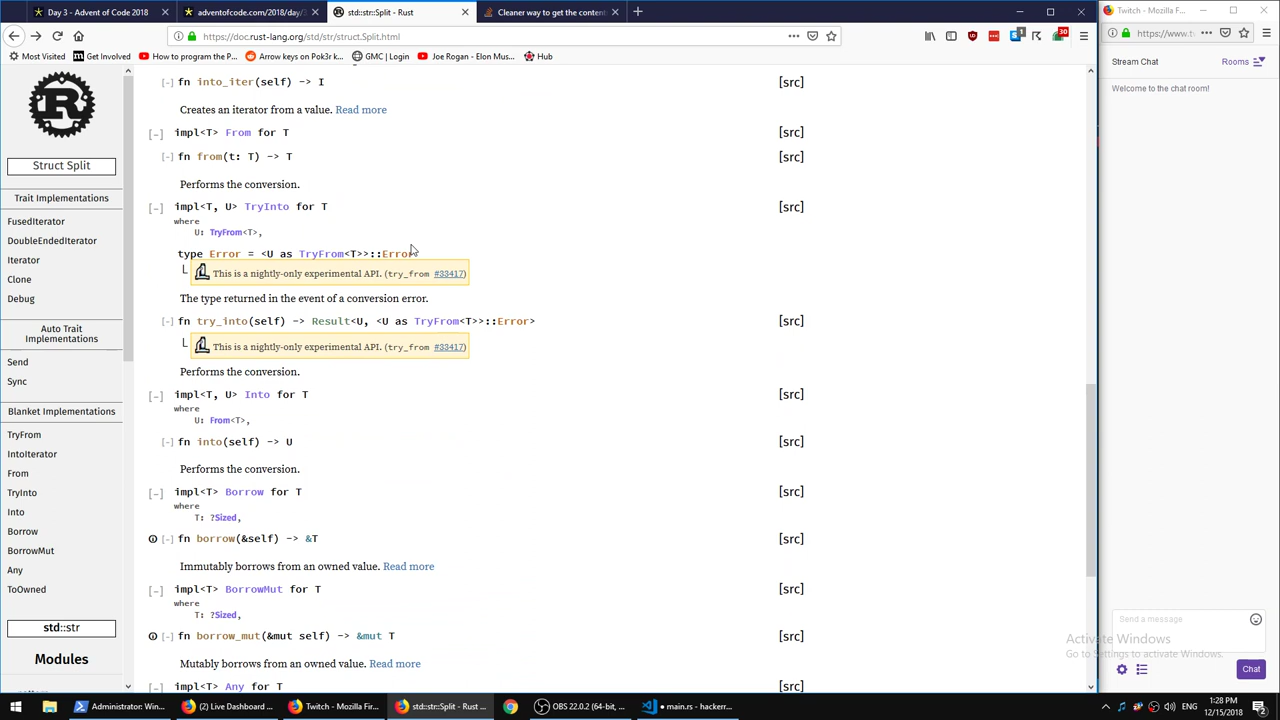 Day 3 - Advent of Code 2018
adventofcode.com/2018/day/
std::str::Split - Rust
Cleaner way to get the conten
Twitch - Mozilla Fi
https://doc.rust-lang.org/std/str/struct.Split.html
https://www.t
Most Visited
Get Involved
How to program the P...
Arrow keys on Pok3r k...
GMC | Login
Joe Rogan - Elon Mus...
Hub
Stream Chat
Rooms
Welcome to the chat room!
Struct Split
Trait Implementations
FusedIterator
DoubleEndedIterator
Iterator
Clone
Debug
Auto Trait
Implementations
Send
Sync
Blanket Implementations
TryFrom
IntoIterator
From
TryInto
Into
Borrow
BorrowMut
Any
ToOwned
std::str
Modules
[-] fn into_iter(self) -> I [src]
Creates an iterator from a value. Read more
[-] impl<T> From for T [src]
[-] fn from(t: T) -> T [src]
Performs the conversion.
[-] impl<T, U> TryInto for T [src]
where
U: TryFrom<T>,
type Error = <U as TryFrom<T>>::Error
This is a nightly-only experimental API. (try_from #33417)
The type returned in the event of a conversion error.
[-] fn try_into(self) -> Result<U, <U as TryFrom<T>>::Error> [src]
This is a nightly-only experimental API. (try_from #33417)
Performs the conversion.
[-] impl<T, U> Into for T [src]
where
U: From<T>,
[-] fn into(self) -> U [src]
Performs the conversion.
[-] impl<T> Borrow for T [src]
where
T: ?Sized,
[-] fn borrow(&self) -> &T [src]
Immutably borrows from an owned value. Read more
[-] impl<T> BorrowMut for T [src]
where
T: ?Sized,
[-] fn borrow_mut(&mut self) -> &mut T [src]
Mutably borrows from an owned value. Read more
[-] impl<T> Any for T [src]
Send a message
Activate Windows
Go to Settings to activate Windows.
Chat
Administrator: Win...
(2) Live Dashboard ...
Twitch - Mozilla Fir...
std::str::Split - Rust ...
OBS 22.0.2 (64-bit, ...
● main.rs - hackerr...
1:28 PM
12/15/2018